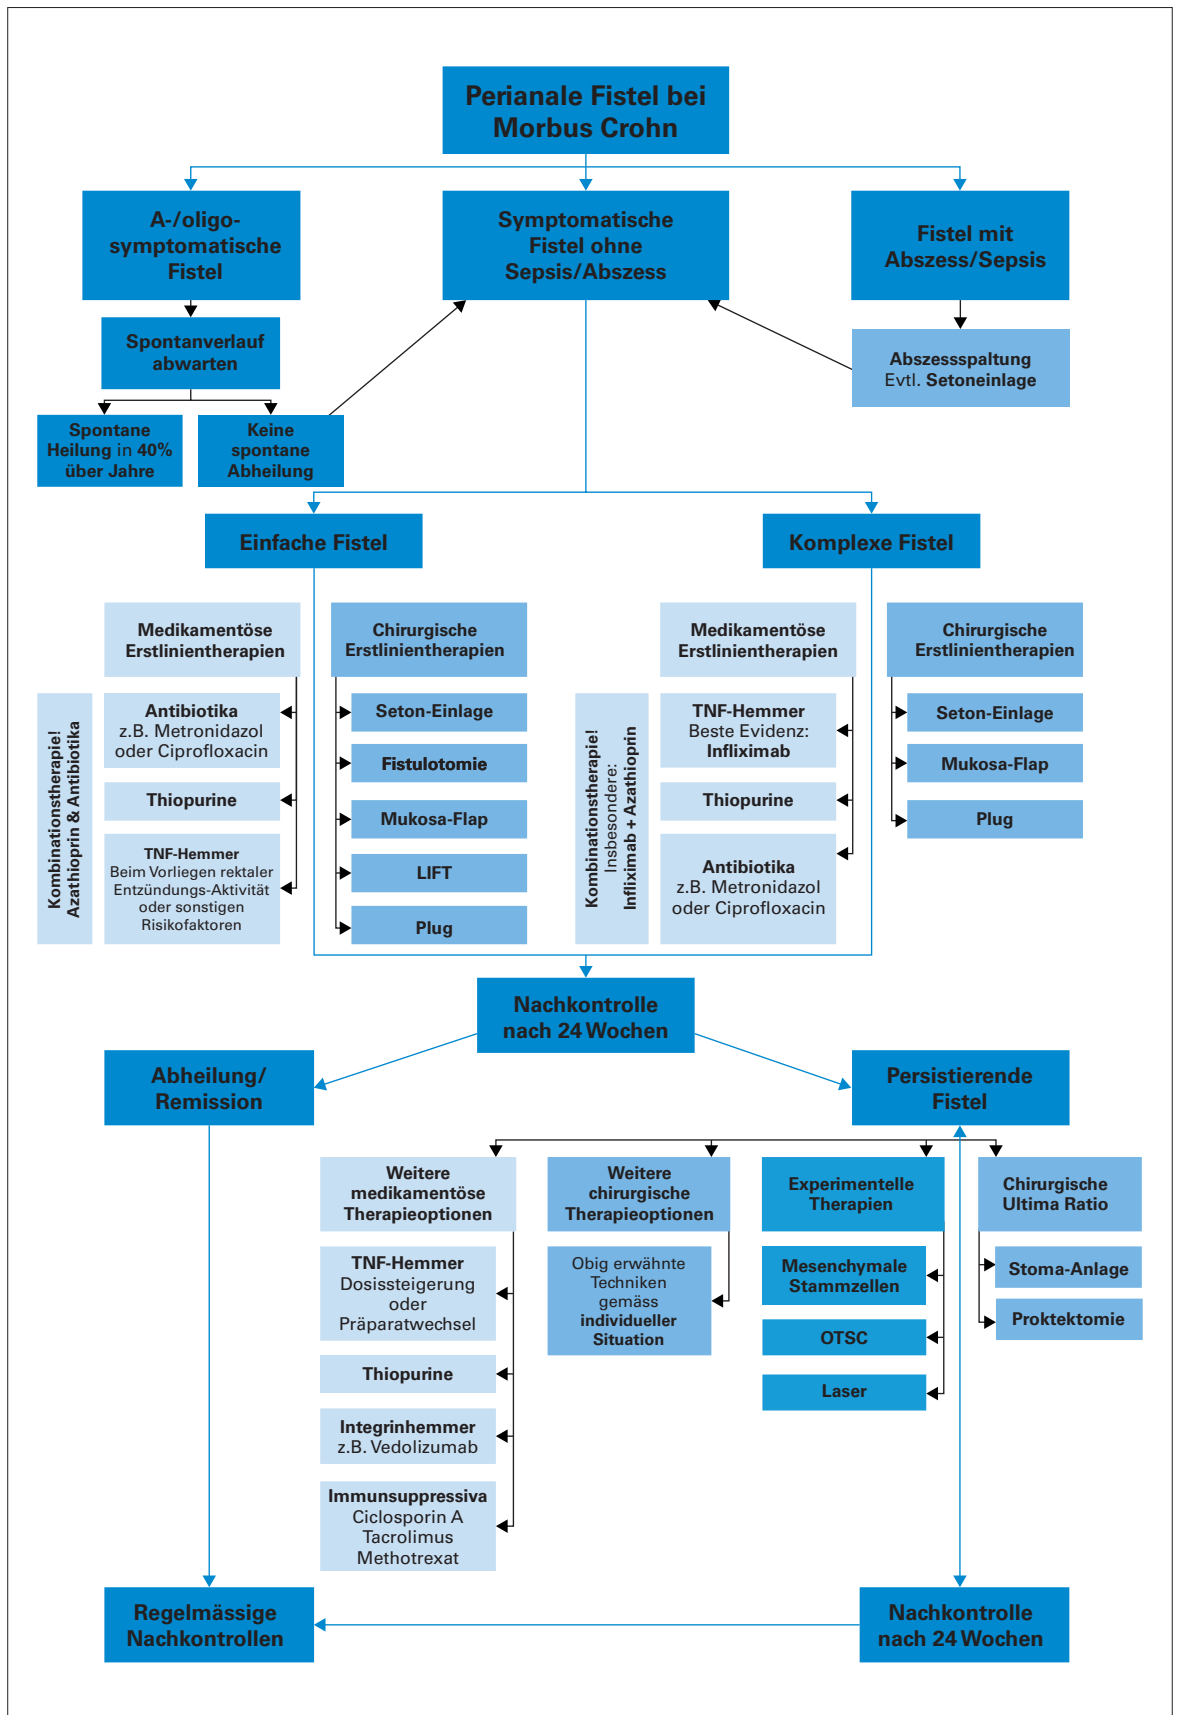 Perianale Fistel bei
Morbus Crohn
A-/oligo-
symptomatische
Fistel
Symptomatische
Fistel ohne
Sepsis/Abszess
Fistel mit
Abszess/Sepsis
Spontanverlauf
abwarten
Abszessspaltung
Evtl. Setoneinlage
Spontane
Heilung in 40%
über Jahre
Keine
spontane
Abheilung
Einfache Fistel
Komplexe Fistel
Medikamentöse
Erstlinientherapien
Chirurgische
Erstlinientherapien
Kombinationstherapie!
Azathioprin & Antibiotika
Antibiotika
z.B. Metronidazol
oder Ciprofloxacin
Thiopurine
TNF-Hemmer
Beim Vorliegen rektaler
Entzündungs-Aktivität
oder sonstigen
Risikofaktoren
Seton-Einlage
Fistulotomie
Mukosa-Flap
LIFT
Plug
Medikamentöse
Erstlinientherapien
Chirurgische
Erstlinientherapien
Kombinationstherapie!
Insbesondere:
Infliximab + Azathioprin
TNF-Hemmer
Beste Evidenz:
Infliximab
Thiopurine
Antibiotika
z.B. Metronidazol
oder Ciprofloxacin
Seton-Einlage
Mukosa-Flap
Plug
Nachkontrolle
nach 24 Wochen
Abheilung/
Remission
Persistierende
Fistel
Weitere
medikamentöse
Therapieoptionen
TNF-Hemmer
Dosissteigerung
oder
Präparatwechsel
Thiopurine
Integrinhemmer
z.B. Vedolizumab
Immunsuppressiva
Ciclosporin A
Tacrolimus
Methotrexat
Weitere
chirurgische
Therapieoptionen
Obig erwähnte
Techniken
gemäss
individueller
Situation
Experimentelle
Therapien
Mesenchymale
Stammzellen
OTSC
Laser
Chirurgische
Ultima Ratio
Stoma-Anlage
Proktektomie
Regelmässige
Nachkontrollen
Nachkontrolle
nach 24 Wochen